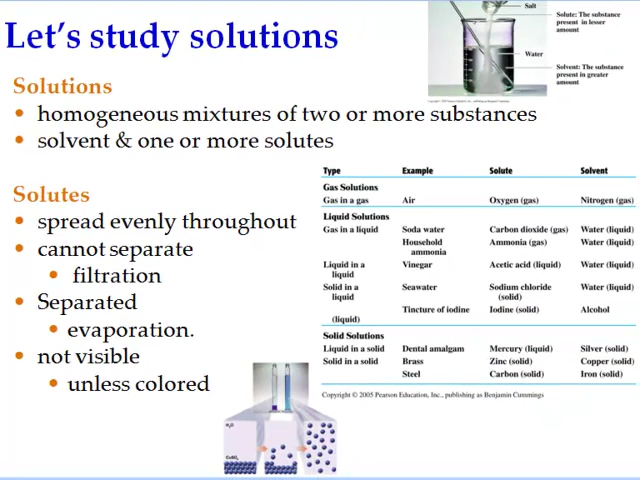 Let's study solutions
Salt
Solute: The substance
present in lesser
amount
Water
Solvent: The substance
present in greater
amount
Solutions
• homogeneous mixtures of two or more substances
• solvent & one or more solutes
Solutes
• spread evenly throughout
• cannot separate
• filtration
• Separated
• evaporation.
• not visible
• unless colored
Type Example Solute Solvent
Gas Solutions
Gas in a gas Air Oxygen (gas) Nitrogen (gas)
Liquid Solutions
Gas in a liquid Soda water Carbon dioxide (gas) Water (liquid)
Household Ammonia (gas) Water (liquid)
ammonia
Liquid in a Vinegar Acetic acid (liquid) Water (liquid)
liquid
Solid in a Seawater Sodium chloride Water (liquid)
liquid (solid)
Tincture of iodine Iodine (solid) Alcohol
(liquid)
Solid Solutions
Liquid in a solid Dental amalgam Mercury (liquid) Silver (solid)
Solid in a solid Brass Zinc (solid) Copper (solid)
Steel Carbon (solid) Iron (solid)
Copyright © 2005 Pearson Education, Inc., publishing as Benjamin Cummings
H₂O
CuSO₄